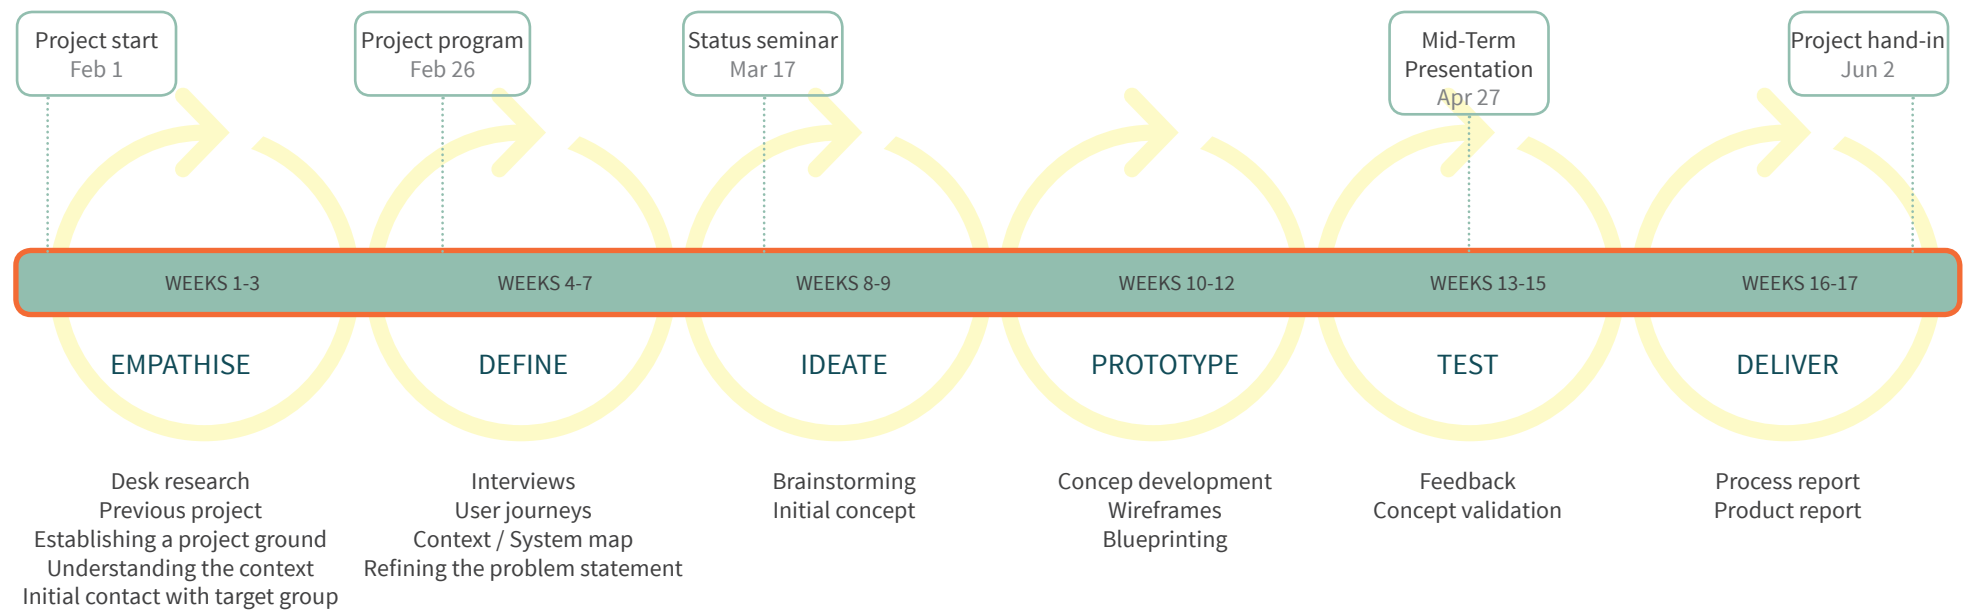 Project start
Feb 1
Project program
Feb 26
Status seminar
Mar 17
Mid-Term
Presentation
Apr 27
Project hand-in
Jun 2
WEEKS 1-3
WEEKS 4-7
WEEKS 8-9
WEEKS 10-12
WEEKS 13-15
WEEKS 16-17
EMPATHISE
DEFINE
IDEATE
PROTOTYPE
TEST
DELIVER
Desk research
Previous project
Establishing a project ground
Understanding the context
Initial contact with target group
Interviews
User journeys
Context / System map
Refining the problem statement
Brainstorming
Initial concept
Concep development
Wireframes
Blueprinting
Feedback
Concept validation
Process report
Product report